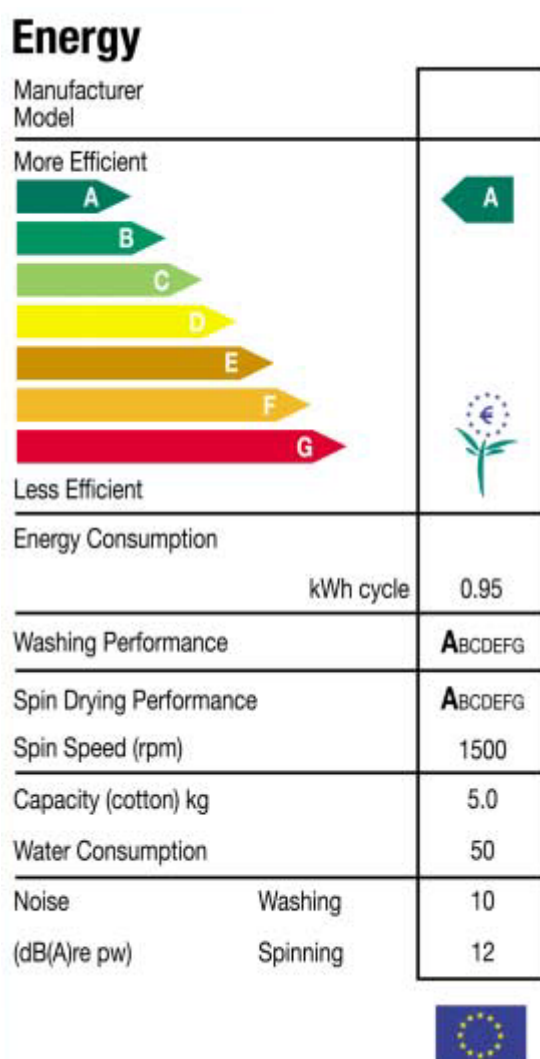 Energy
Manufacturer
Model
More Efficient
A A
B
C
D
E
F
G
€
Less Efficient
Energy Consumption
kWh cycle 0.95
Washing Performance ABCDEFG
Spin Drying Performance ABCDEFG
Spin Speed (rpm) 1500
Capacity (cotton) kg 5.0
Water Consumption 50
Noise Washing 10
(dB(A)re pw) Spinning 12